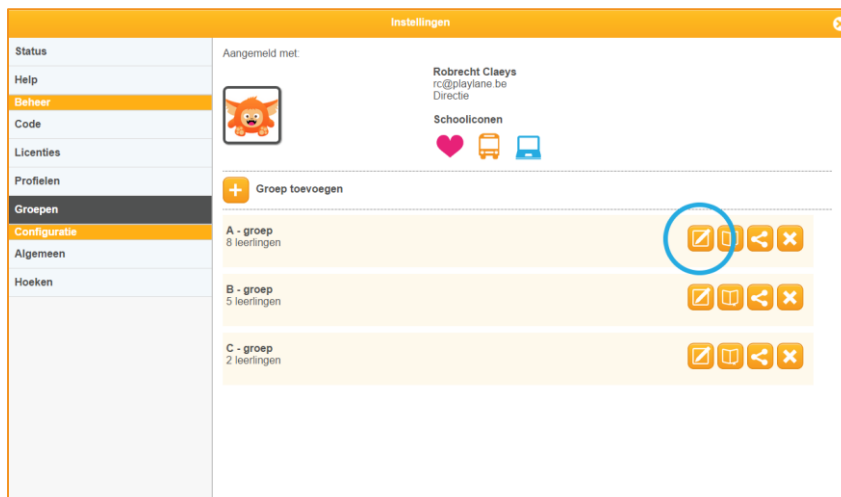 Instellingen
Status
Help
Beheer
Code
Licenties
Profielen
Groepen
Configuratie
Algemeen
Hoeken
Aangemeld met:
Robrecht Claeys
rc@playlane.be
Directie
Schooliconen
Groep toevoegen
A - groep
8 leerlingen
B - groep
5 leerlingen
C - groep
2 leerlingen